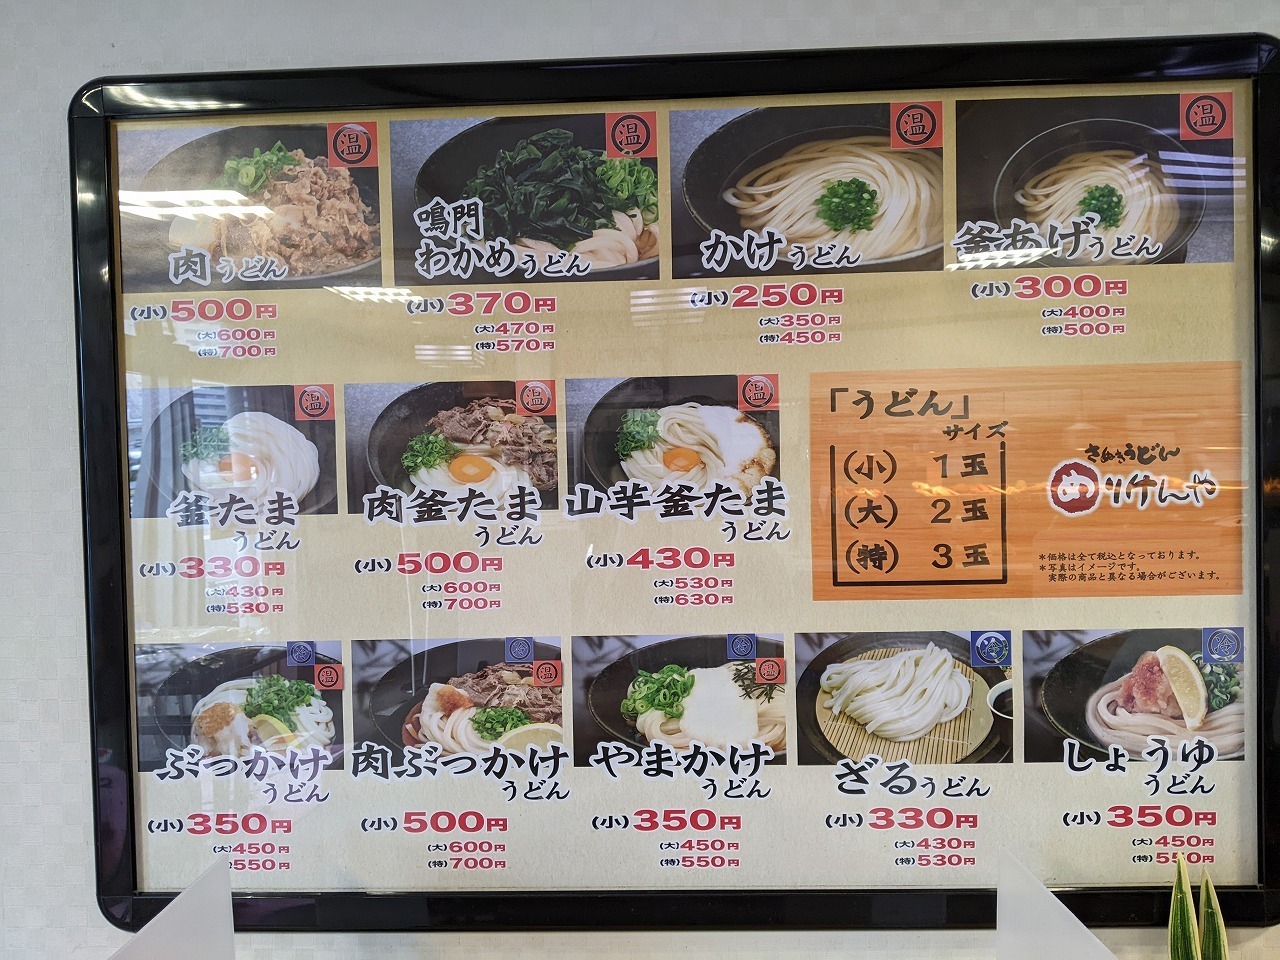 温
肉うどん
(小)500円
(大)600円
(特)700円
温
鳴門
わかめうどん
(小)370円
(大)470円
(特)570円
温
かけうどん
(小)250円
(大)350円
(特)450円
温
釜あげうどん
(小)300円
(大)400円
(特)500円
温
釜たま
うどん
(小)330円
(大)430円
(特)530円
温
肉釜たま
うどん
(小)500円
(大)600円
(特)700円
温
山芋釜たま
うどん
(小)430円
(大)530円
(特)630円
「うどん」
サイズ
(小) 1玉
(大) 2玉
(特) 3玉
さぬきうどん
めりけんや
*価格は全て税込となっております。
*写真はイメージです。
実際の商品と異なる場合がございます。
冷
温
ぶっかけ
うどん
(小)350円
(大)450円
(特)550円
冷
温
肉ぶっかけ
うどん
(小)500円
(大)600円
(特)700円
冷
温
やまかけ
うどん
(小)350円
(大)450円
(特)550円
冷
ざるうどん
(小)330円
(大)430円
(特)530円
冷
しょうゆ
うどん
(小)350円
(大)450円
(特)550円